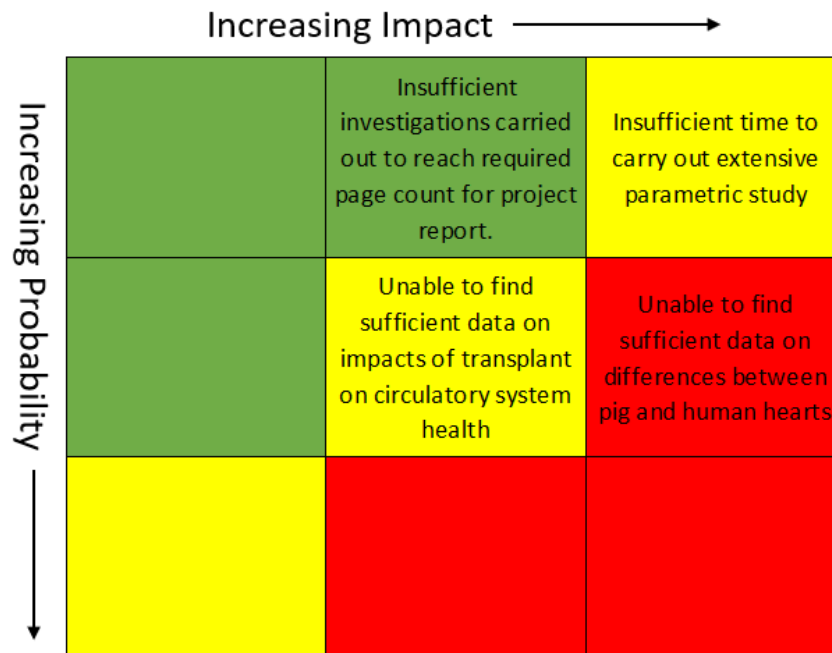 Increasing Impact
Increasing Probability
Insufficient
investigations carried
out to reach required
page count for project
report.
Insufficient time to
carry out extensive
parametric study
Unable to find
sufficient data on
impacts of transplant
on circulatory system
health
Unable to find
sufficient data on
differences between
pig and human hearts